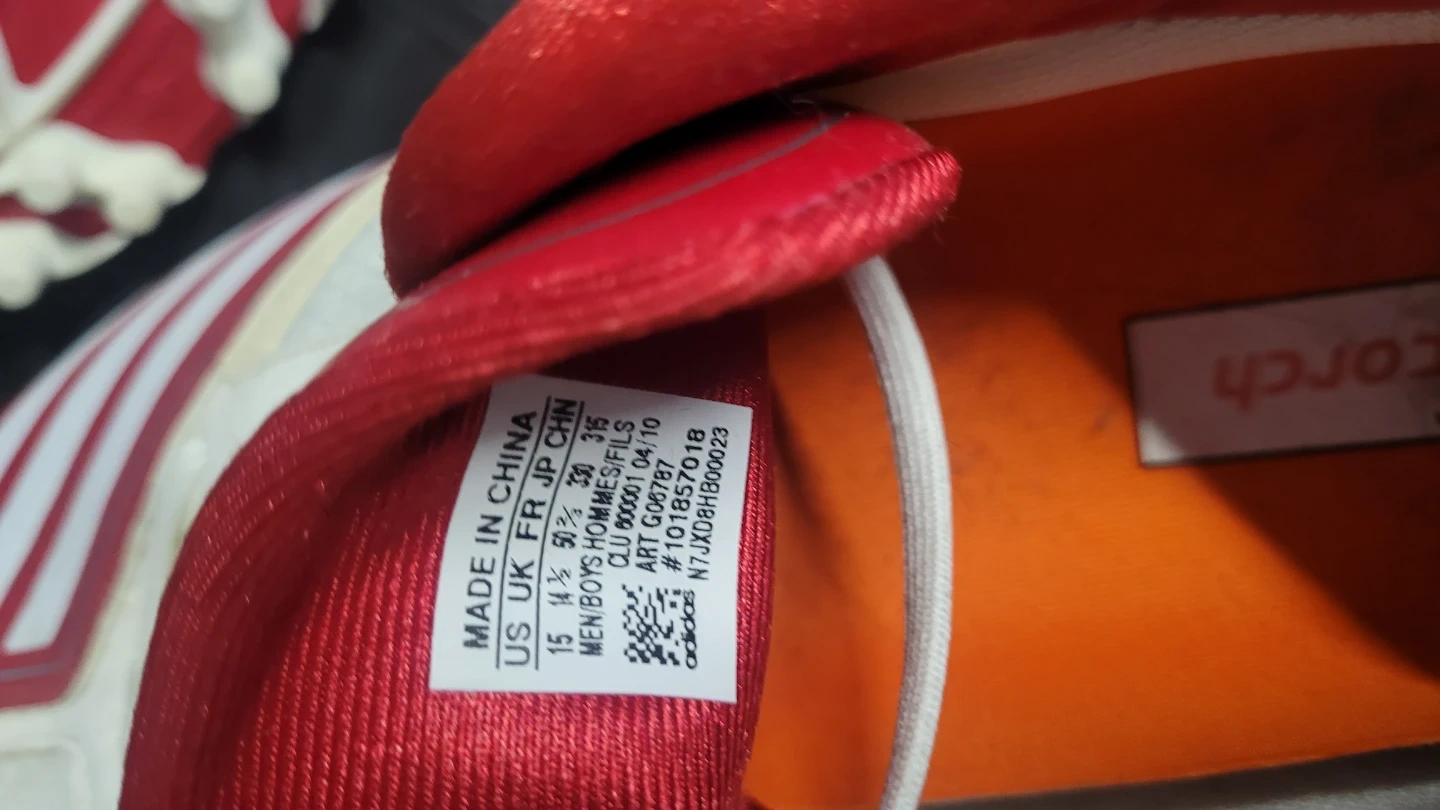 MADE IN CHINA
US UK FR JP CHN
15 14½ 50⅔ 330 315
MEN/BOYS HOMMES/FILS
CLU 600001 04/10
ART G06787
#101857018
N7JXD8HB00023
adidas
torch